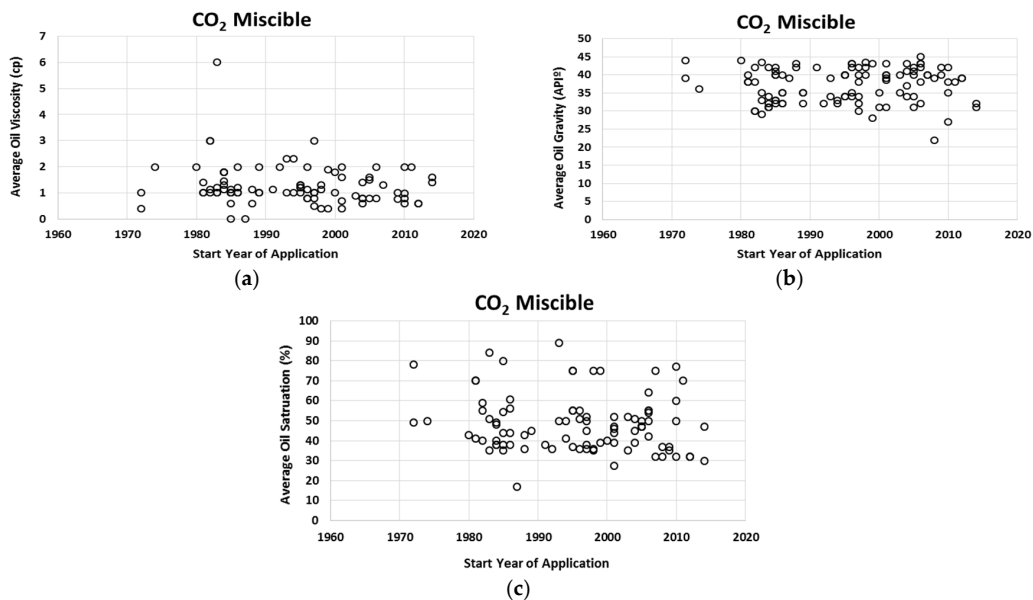 CO₂ Miscible
Average Oil Viscosity (cp)
7
6
5
4
3
2
1
0
1960 1970 1980 1990 2000 2010 2020
Start Year of Application
(a)
CO₂ Miscible
Average Oil Gravity (APIº)
50
45
40
35
30
25
20
15
10
5
0
1960 1970 1980 1990 2000 2010 2020
Start Year of Application
(b)
CO₂ Miscible
Average Oil Satruation (%)
100
90
80
70
60
50
40
30
20
10
0
1960 1970 1980 1990 2000 2010 2020
Start Year of Application
(c)